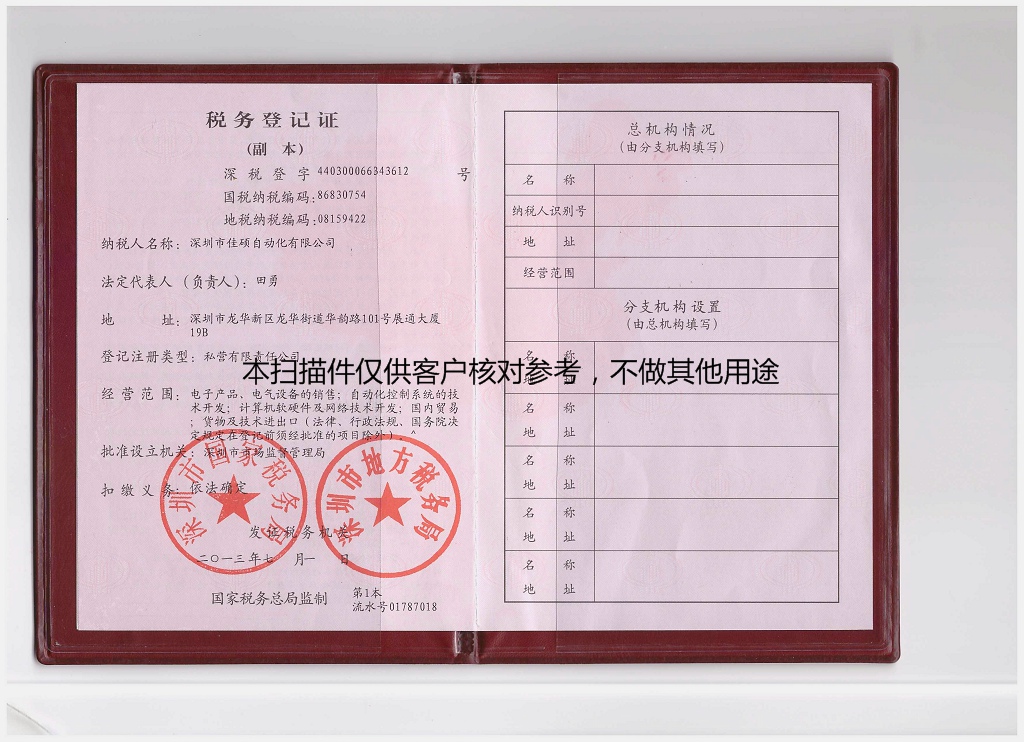 税务登记证
(副 本)
深 税 登 字 440300066343612 号
国税纳税编码:86830754
地税纳税编码:08159422
纳税人名称: 深圳市佳硕自动化有限公司
法定代表人 (负责人): 田勇
地 址: 深圳市龙华新区龙华街道华韵路101号展通大厦
19B
登记注册类型: 私营有限责任公司
经 营 范 围: 电子产品、电气设备的销售; 自动化控制系统的技
术开发; 计算机软硬件及网络技术开发; 国内贸易
; 货物及技术进出口 (法律、行政法规、国务院决
定规定在登记前须经批准的项目除外) 。^
批准设立机关: 深圳市市场监督管理局
扣 缴 义 务: 依法确定
深圳市国家税务局
深圳市地方税务局
发证税务机关
二〇一三年七 月一 日
国家税务总局监制
第1本
流水号01787018
总机构情况
(由分支机构填写)
名 称
纳税人识别号
地 址
经营范围
分支机构设置
(由总机构填写)
名 称
地 址
名 称
地 址
名 称
地 址
名 称
地 址
名 称
地 址
本扫描件仅供客户核对参考,不做其他用途